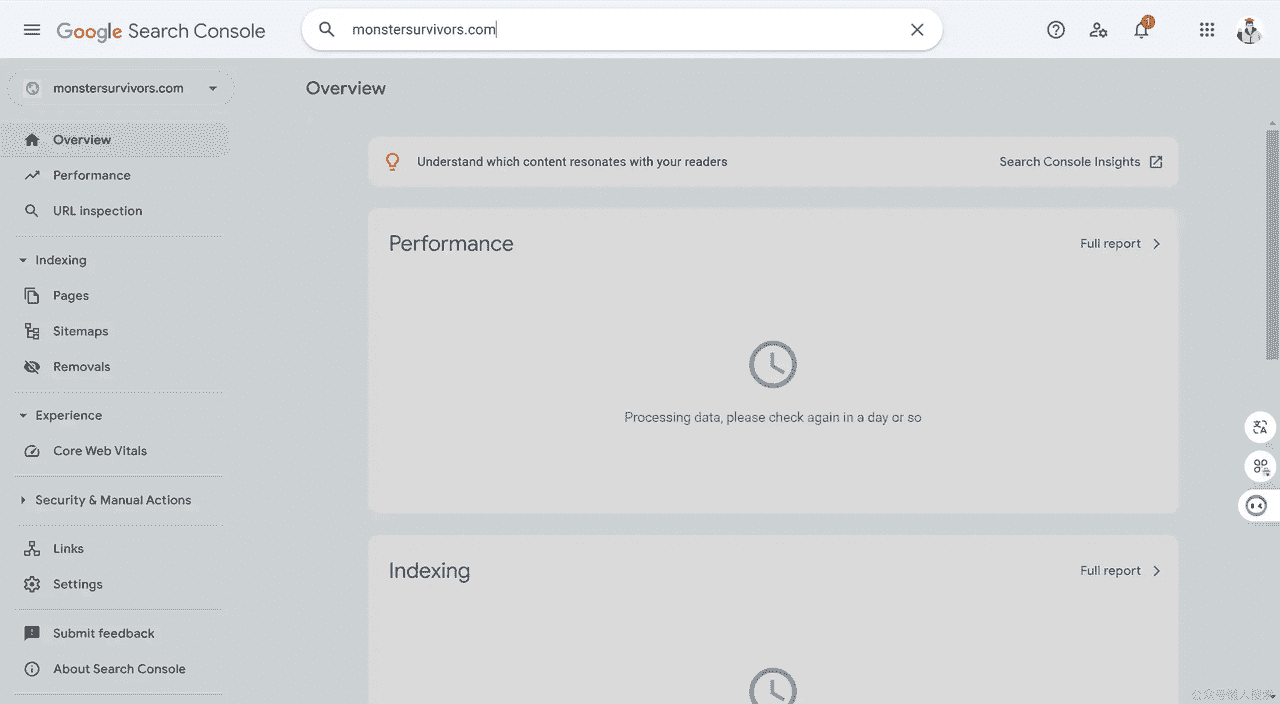 Google Search Console
monstersurvivors.com
1
monstersurvivors.com
Overview
Overview
Performance
URL inspection
Indexing
Pages
Sitemaps
Removals
Experience
Core Web Vitals
Security & Manual Actions
Links
Settings
Submit feedback
About Search Console
Understand which content resonates with your readers
Search Console Insights
Performance
Full report
Processing data, please check again in a day or so
Indexing
Full report